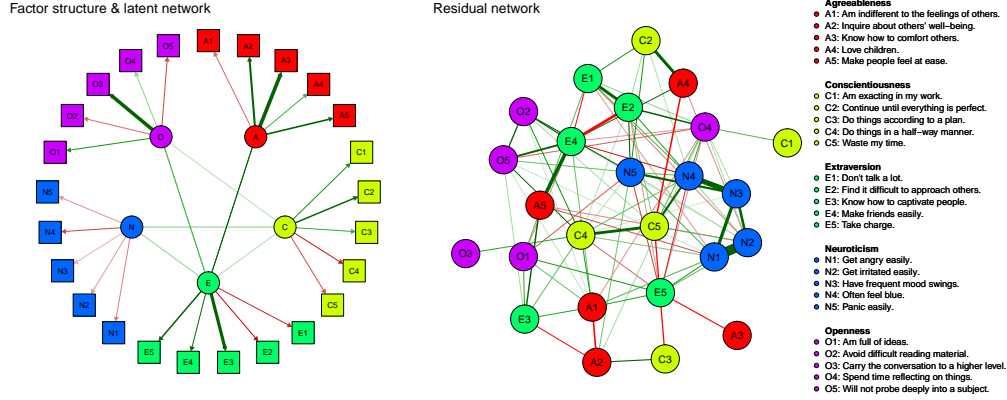 Factor structure & latent network
Residual network
O5
A1
A2
O4
A3
O3
A4
O2
A5
O1
O
A
C1
N5
C2
N4
N
C
C3
N3
C4
N2
E
C5
N1
E1
E5
E4
E3
E2
C2
E1
A4
O2
E2
O4
E4
C1
O5
N5
N4
N3
A5
C5
C4
N2
O3
O1
N1
E5
A1
E3
A3
A2
C3
Agreeableness
A1: Am indifferent to the feelings of others.
A2: Inquire about others' well-being.
A3: Know how to comfort others.
A4: Love children.
A5: Make people feel at ease.
Conscientiousness
C1: Am exacting in my work.
C2: Continue until everything is perfect.
C3: Do things according to a plan.
C4: Do things in a half-way manner.
C5: Waste my time.
Extraversion
E1: Don't talk a lot.
E2: Find it difficult to approach others.
E3: Know how to captivate people.
E4: Make friends easily.
E5: Take charge.
Neuroticism
N1: Get angry easily.
N2: Get irritated easily.
N3: Have frequent mood swings.
N4: Often feel blue.
N5: Panic easily.
Openness
O1: Am full of ideas.
O2: Avoid difficult reading material.
O3: Carry the conversation to a higher level.
O4: Spend time reflecting on things.
O5: Will not probe deeply into a subject.